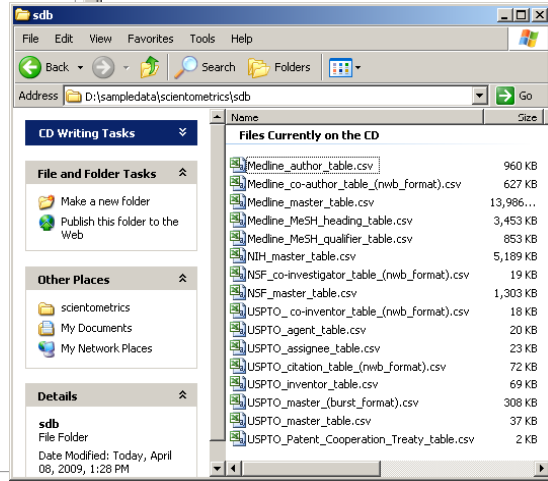 sdb
File Edit View Favorites Tools Help
Back Search Folders
Address D:\sampledata\scientometrics\sdb Go
CD Writing Tasks
File and Folder Tasks
Make a new folder
Publish this folder to the
Web
Other Places
scientometrics
My Documents
My Network Places
Details
sdb
File Folder
Date Modified: Today, April
08, 2009, 1:28 PM
Name Size
Files Currently on the CD
Medline_author_table.csv 960 KB
Medline_co-author_table_(nwb_format).csv 627 KB
Medline_master_table.csv 13,986...
Medline_MeSH_heading_table.csv 3,453 KB
Medline_MeSH_qualifier_table.csv 853 KB
NIH_master_table.csv 5,189 KB
NSF_co-investigator_table_(nwb_format).csv 19 KB
NSF_master_table.csv 1,303 KB
USPTO_co-inventor_table_(nwb_format).csv 18 KB
USPTO_agent_table.csv 20 KB
USPTO_assignee_table.csv 23 KB
USPTO_citation_table_(nwb_format).csv 72 KB
USPTO_inventor_table.csv 69 KB
USPTO_master_(burst_format).csv 308 KB
USPTO_master_table.csv 37 KB
USPTO_Patent_Cooperation_Treaty_table.csv 2 KB